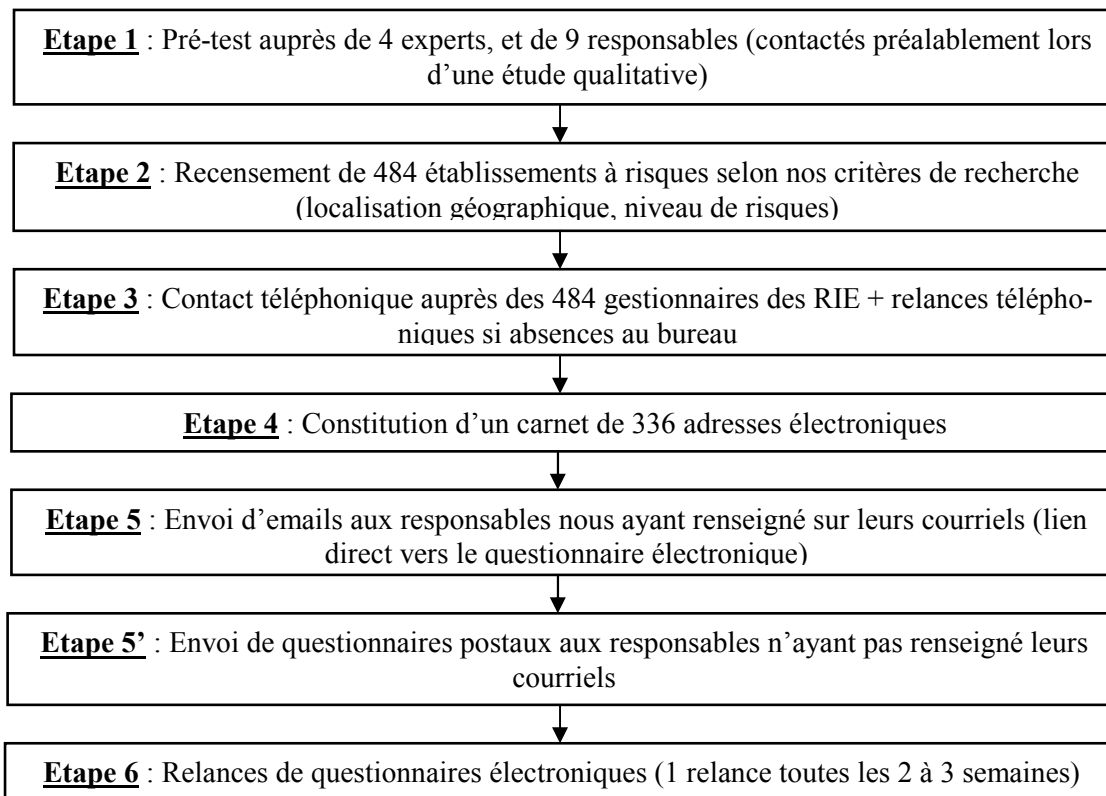 Etape 1 : Pré-test auprès de 4 experts, et de 9 responsables (contactés préalablement lors
d’une étude qualitative)
Etape 2 : Recensement de 484 établissements à risques selon nos critères de recherche
(localisation géographique, niveau de risques)
Etape 3 : Contact téléphonique auprès des 484 gestionnaires des RIE + relances télépho-
niques si absences au bureau
Etape 4 : Constitution d’un carnet de 336 adresses électroniques
Etape 5 : Envoi d’emails aux responsables nous ayant renseigné sur leurs courriels (lien
direct vers le questionnaire électronique)
Etape 5’ : Envoi de questionnaires postaux aux responsables n’ayant pas renseigné leurs
courriels
Etape 6 : Relances de questionnaires électroniques (1 relance toutes les 2 à 3 semaines)